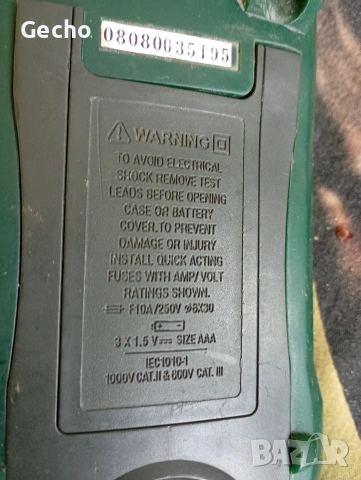 Gecho
08080035195
WARNING
TO AVOID ELECTRICAL
SHOCK REMOVE TEST
LEADS BEFORE OPENING
CASE OR BATTERY
COVER. TO PREVENT
DAMAGE OR INJURY
INSTALL QUICK ACTING
FUSES WITH AMP/VOLT
RATINGS SHOWN.
F10A/250V ⌀6X30
3 X 1.5 V SIZE AAA
IEC1010-1
1000V CAT.II & 600V CAT. III
BAZAR